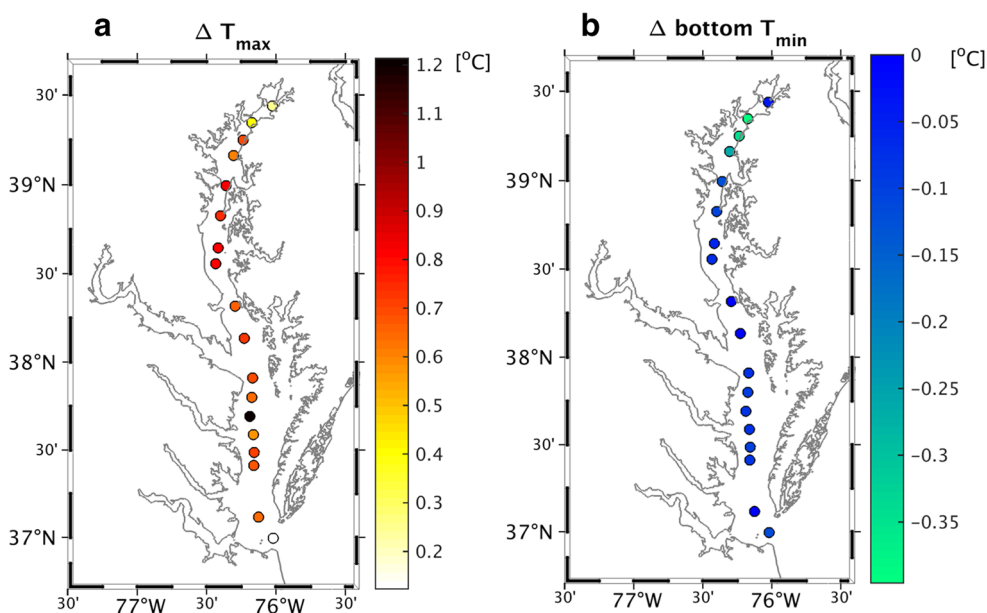 a
Δ Tmax
[oC]
30'
39°N
30'
38°N
30'
37°N
30'
77°W
30'
76°W
30'
1.2
1.1
1
0.9
0.8
0.7
0.6
0.5
0.4
0.3
0.2
b
Δ bottom Tmin
[oC]
30'
39°N
30'
38°N
30'
37°N
30'
77°W
30'
76°W
30'
0
−0.05
−0.1
−0.15
−0.2
−0.25
−0.3
−0.35